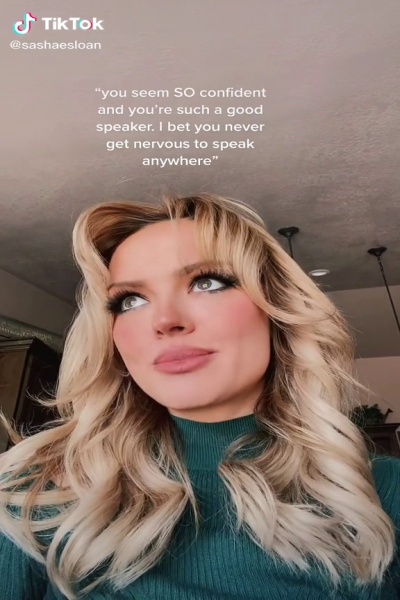 TikTok
@sashaesloan
“you seem SO confident
and you’re such a good
speaker. I bet you never
get nervous to speak
anywhere”